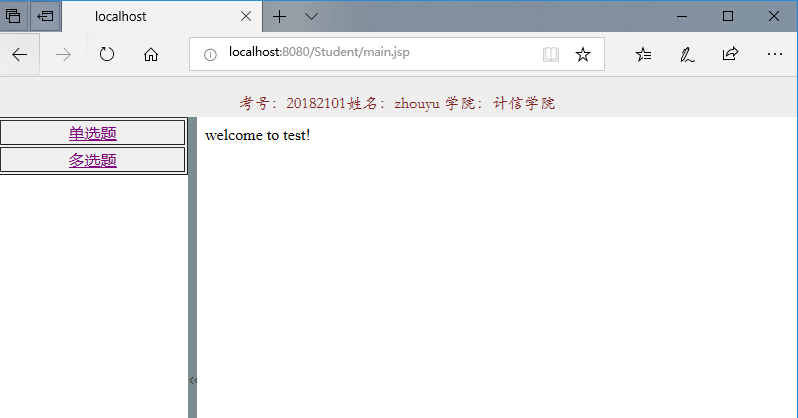 localhost
localhost:8080/Student/main.jsp
考号：20182101姓名：zhouyu 学院：计信学院
单选题
多选题
welcome to test!